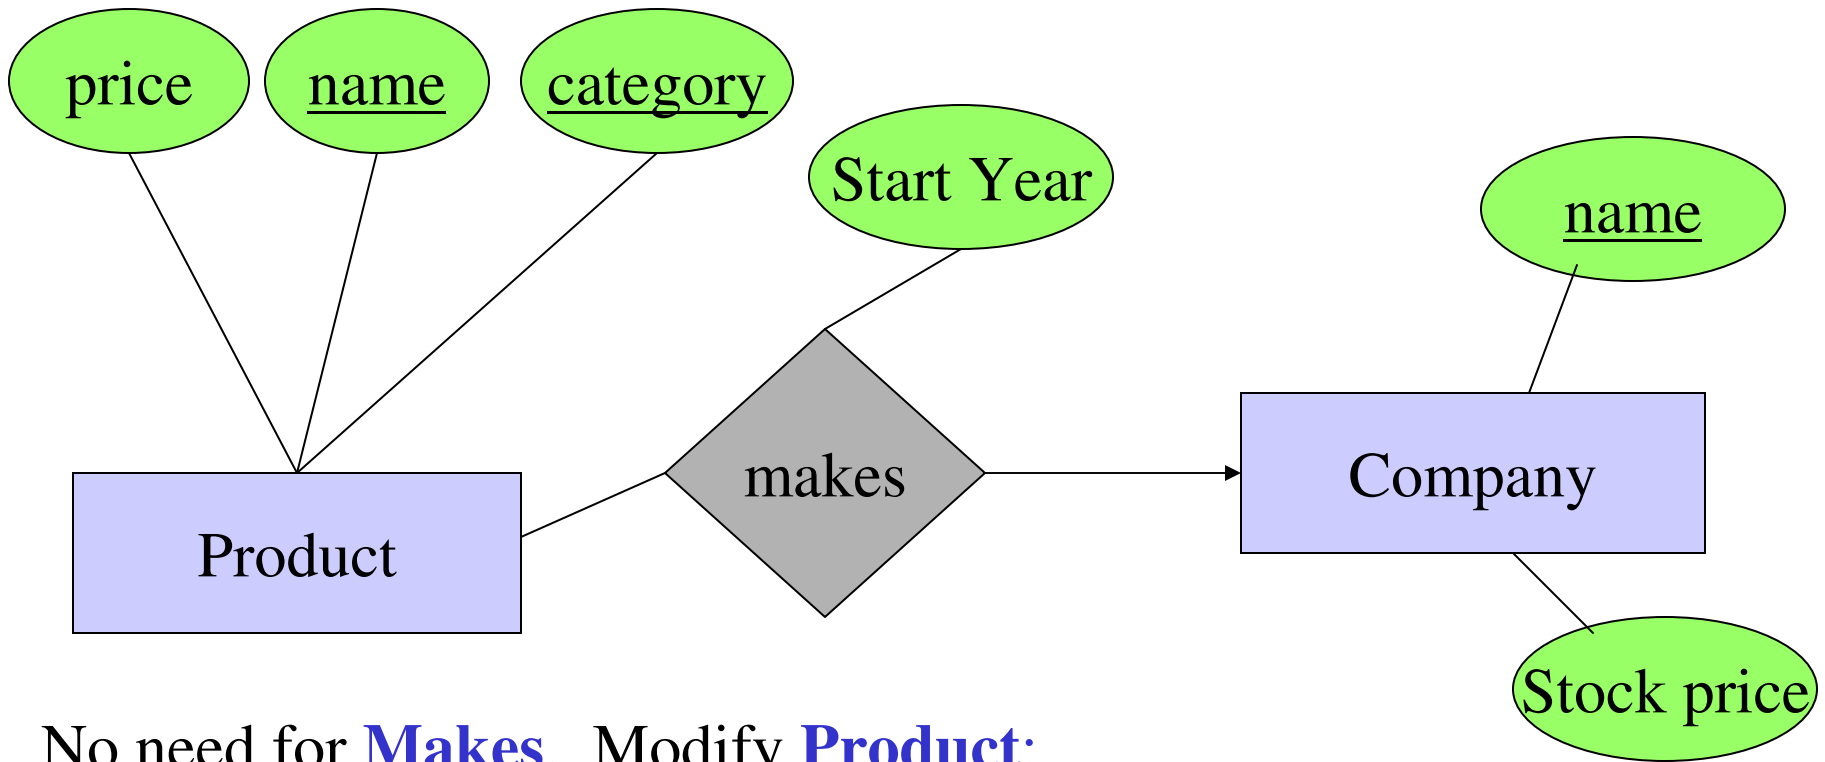 price
name
category
Start Year
name
makes
Company
Product
Stock price
No need for Makes Modify Product: